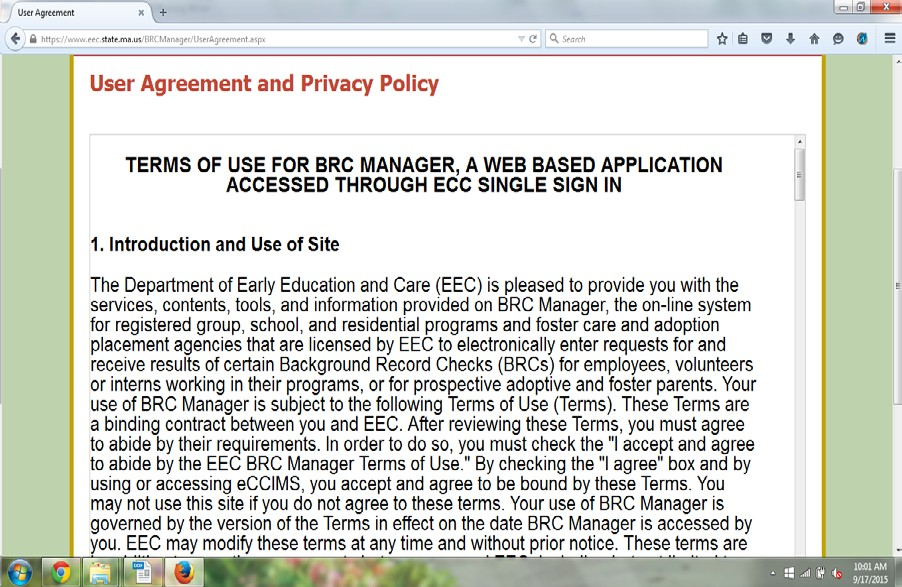 User Agreement
https://www.eec.state.ma.us/BRCManager/UserAgreement.aspx
Search
User Agreement and Privacy Policy
TERMS OF USE FOR BRC MANAGER, A WEB BASED APPLICATION
ACCESSED THROUGH ECC SINGLE SIGN IN
1. Introduction and Use of Site
The Department of Early Education and Care (EEC) is pleased to provide you with the
services, contents, tools, and information provided on BRC Manager, the on-line system
for registered group, school, and residential programs and foster care and adoption
placement agencies that are licensed by EEC to electronically enter requests for and
receive results of certain Background Record Checks (BRCs) for employees, volunteers
or interns working in their programs, or for prospective adoptive and foster parents. Your
use of BRC Manager is subject to the following Terms of Use (Terms). These Terms are
a binding contract between you and EEC. After reviewing these Terms, you must agree
to abide by their requirements. In order to do so, you must check the "I accept and agree
to abide by the EEC BRC Manager Terms of Use." By checking the "I agree" box and by
using or accessing eCCIMS, you accept and agree to be bound by these Terms. You
may not use this site if you do not agree to these terms. Your use of BRC Manager is
governed by the version of the Terms in effect on the date BRC Manager is accessed by
you. EEC may modify these terms at any time and without prior notice. These terms are
10:01 AM
9/17/2015